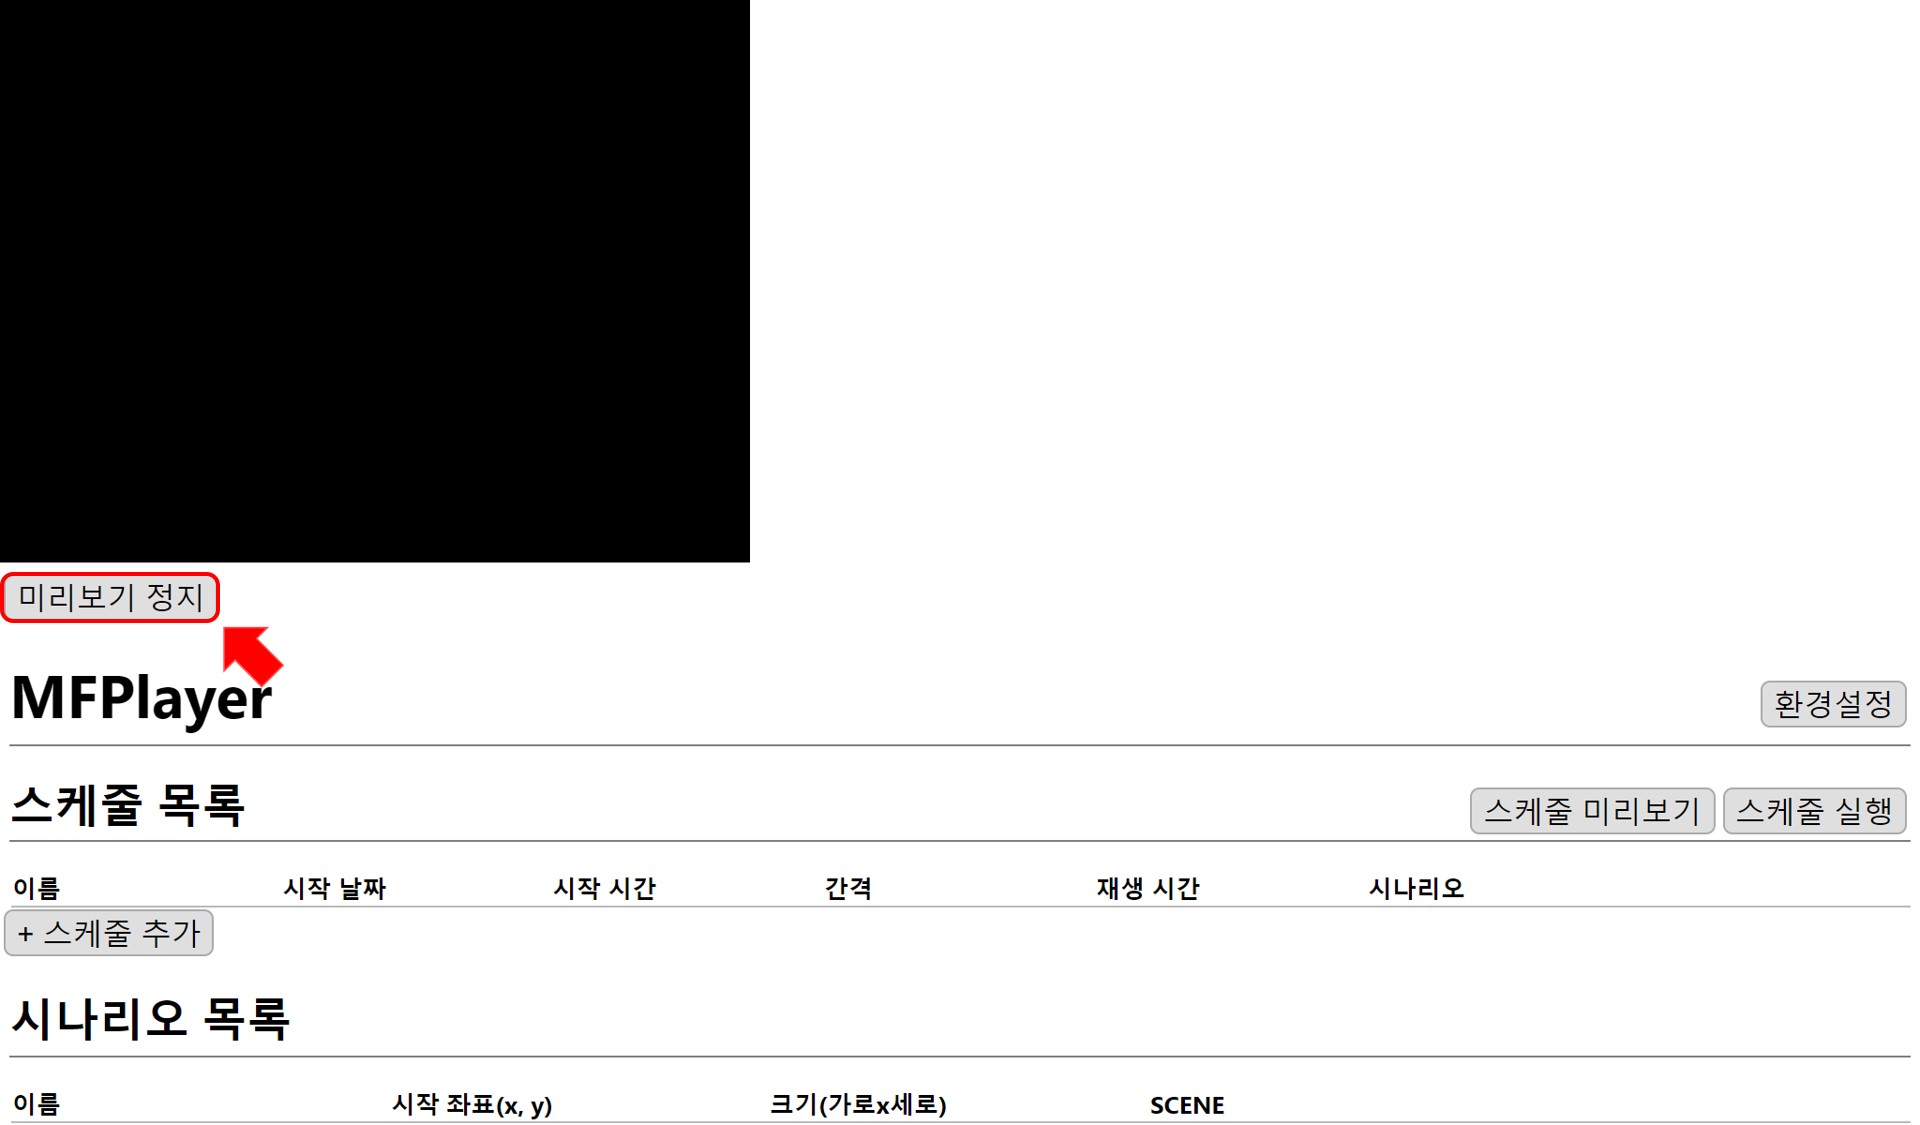 미리보기 정지
MFPlayer
환경설정
스케줄 목록
스케줄 미리보기 스케줄 실행
이름 시작 날짜 시작 시간 간격 재생 시간 시나리오
+ 스케줄 추가
시나리오 목록
이름 시작 좌표(x, y) 크기(가로x세로) SCENE